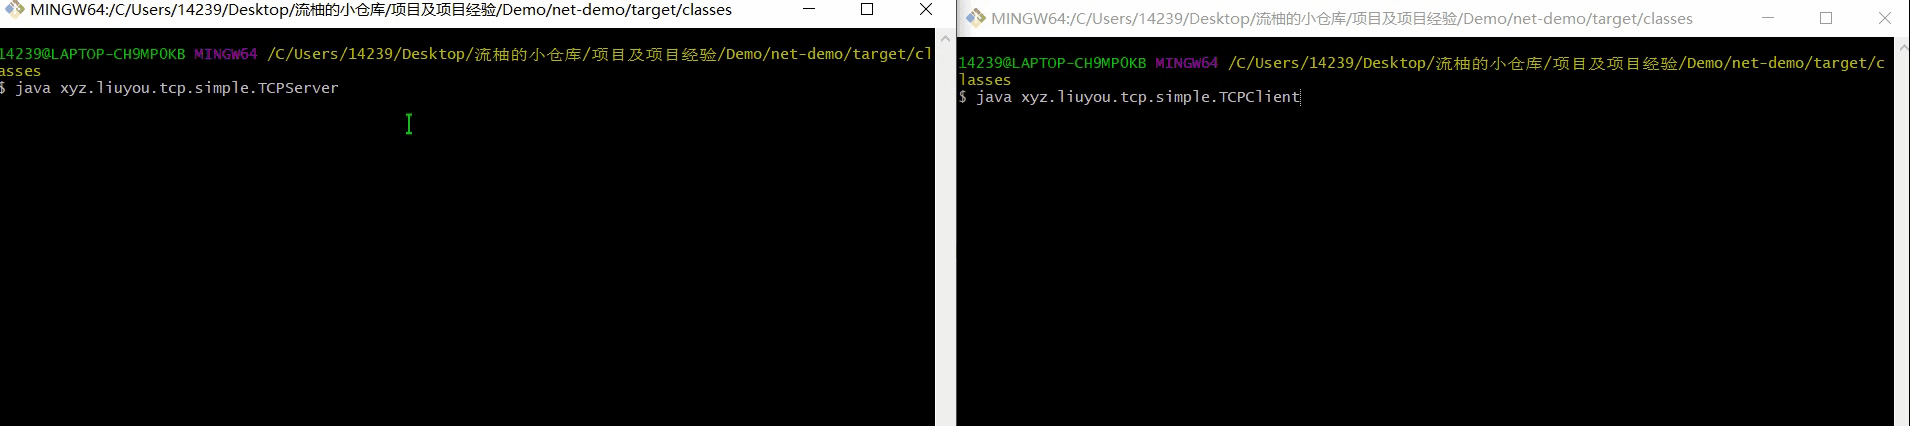 MINGW64:/C/Users/14239/Desktop/流柚的小仓库/项目及项目经验/Demo/net-demo/target/classes
14239@LAPTOP-CH9MPOKB MINGW64 /C/Users/14239/Desktop/流柚的小仓库/项目及项目经验/Demo/net-demo/target/cl
asses
$ java xyz.liuyou.tcp.simple.TCPServer
MINGW64:/C/Users/14239/Desktop/流柚的小仓库/项目及项目经验/Demo/net-demo/target/classes
14239@LAPTOP-CH9MPOKB MINGW64 /C/Users/14239/Desktop/流柚的小仓库/项目及项目经验/Demo/net-demo/target/c
lasses
$ java xyz.liuyou.tcp.simple.TCPClient